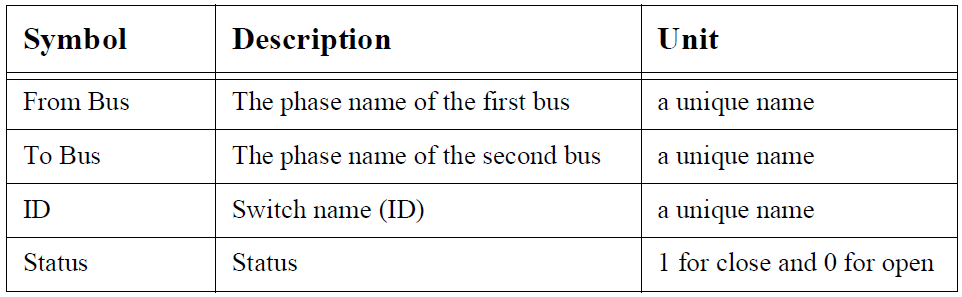 Symbol Description Unit
From Bus The phase name of the first bus a unique name
To Bus The phase name of the second bus a unique name
ID Switch name (ID) a unique name
Status Status 1 for close and 0 for open